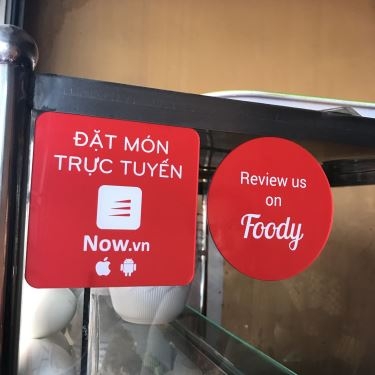 ĐẶT MÓN
TRỰC TUYẾN
Now.vn
Review us
on
Foody